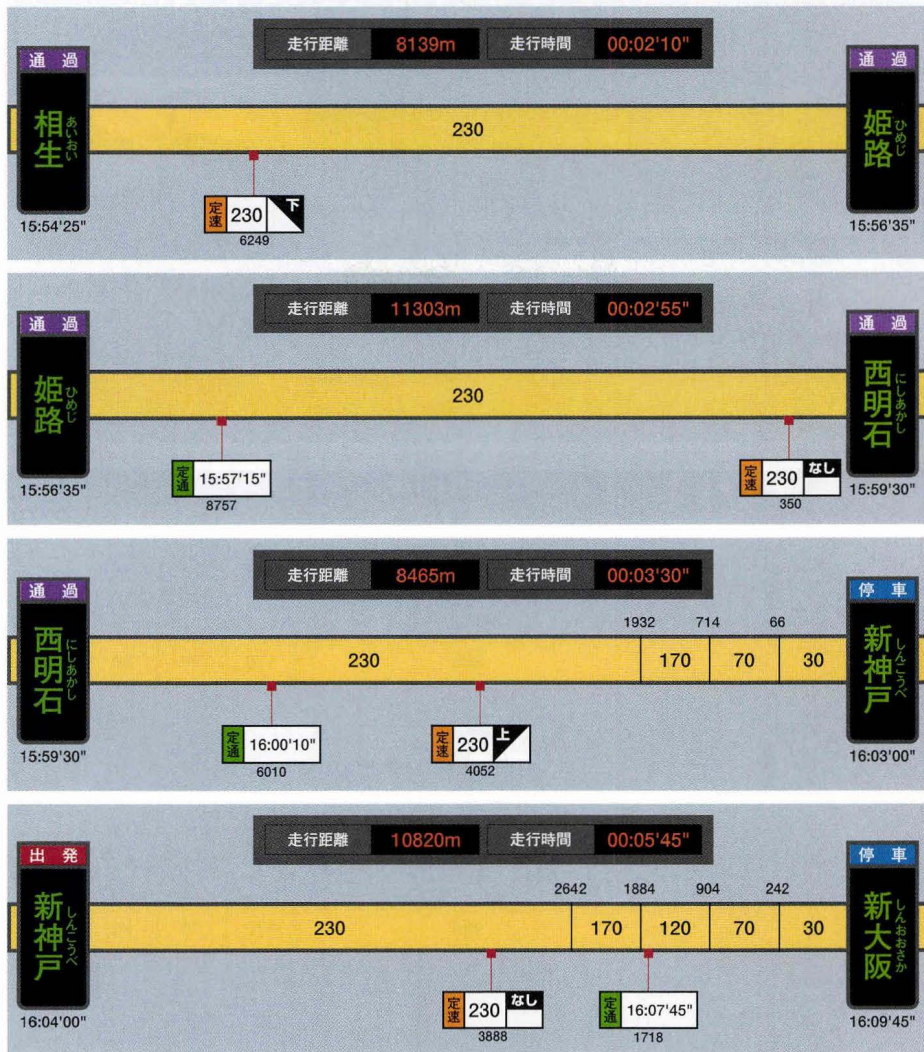 走行距離 8139m 走行時間 00:02'10"
通過
相生
あいおい
15:54'25"
230
定速 230 下
6249
通過
姫路
ひめじ
15:56'35"
走行距離 11303m 走行時間 00:02'55"
通過
姫路
ひめじ
15:56'35"
230
定通 15:57'15"
8757
定速 230 なし
350
通過
西明石
にしあかし
15:59'30"
走行距離 8465m 走行時間 00:03'30"
通過
西明石
にしあかし
15:59'30"
1932 714 66
230 170 70 30
定通 16:00'10"
6010
定速 230 上
4052
停車
新神戸
しんこうべ
16:03'00"
走行距離 10820m 走行時間 00:05'45"
出発
新神戸
しんこうべ
16:04'00"
2642 1884 904 242
230 170 120 70 30
定速 230 なし
3888
定通 16:07'45"
1718
停車
新大阪
しんおおさか
16:09'45"